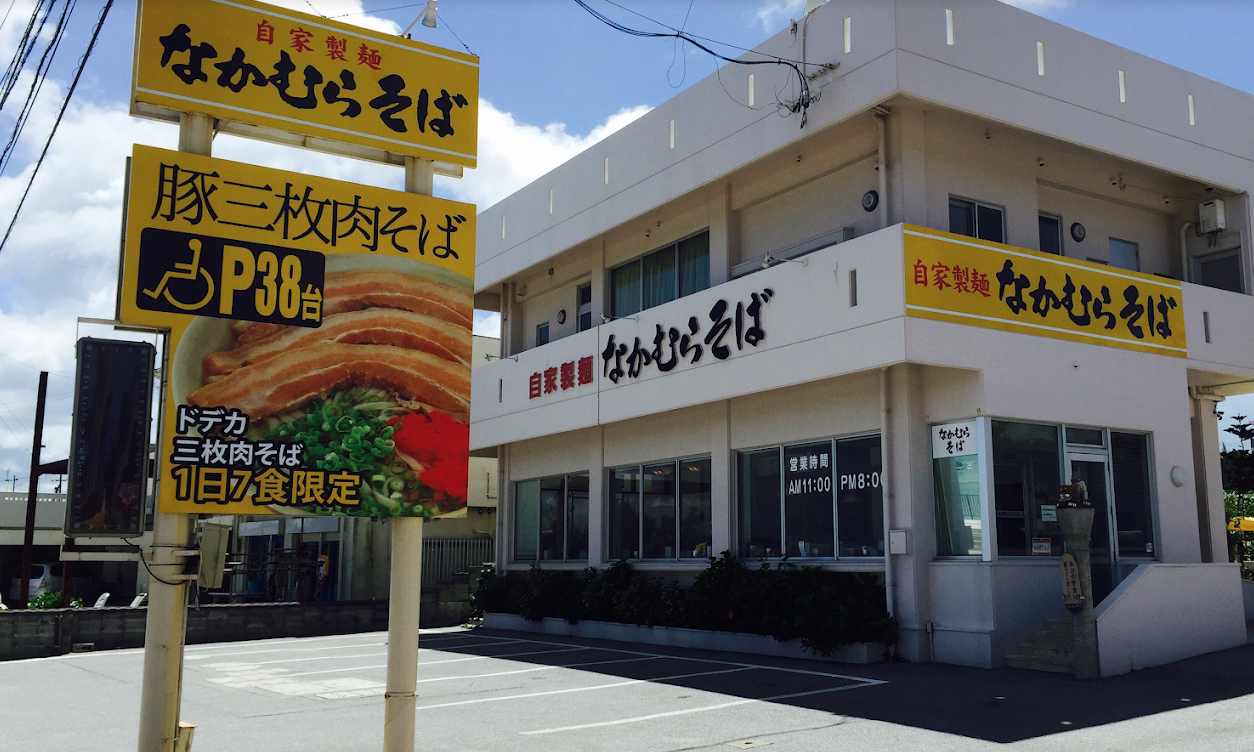 自家製麺
なかむらそば
豚三枚肉そば
P38台
ドデカ
三枚肉そば
1日7食限定
自家製麺 なかむらそば
自家製麺 なかむらそば
なかむら
そば
営業時間
AM11:00 PM8:00